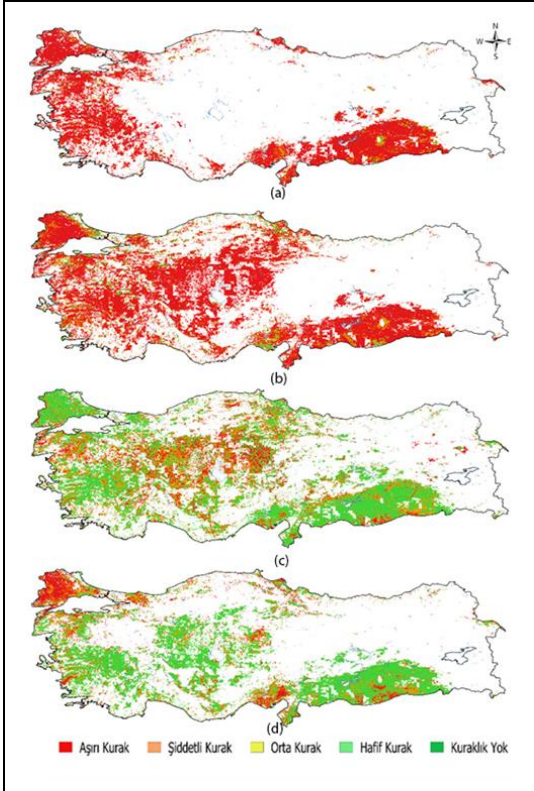 N
W E
S
(a)
(b)
(c)
(d)
Aşırı Kurak Şiddetli Kurak Orta Kurak Hafif Kurak Kuraklık Yok